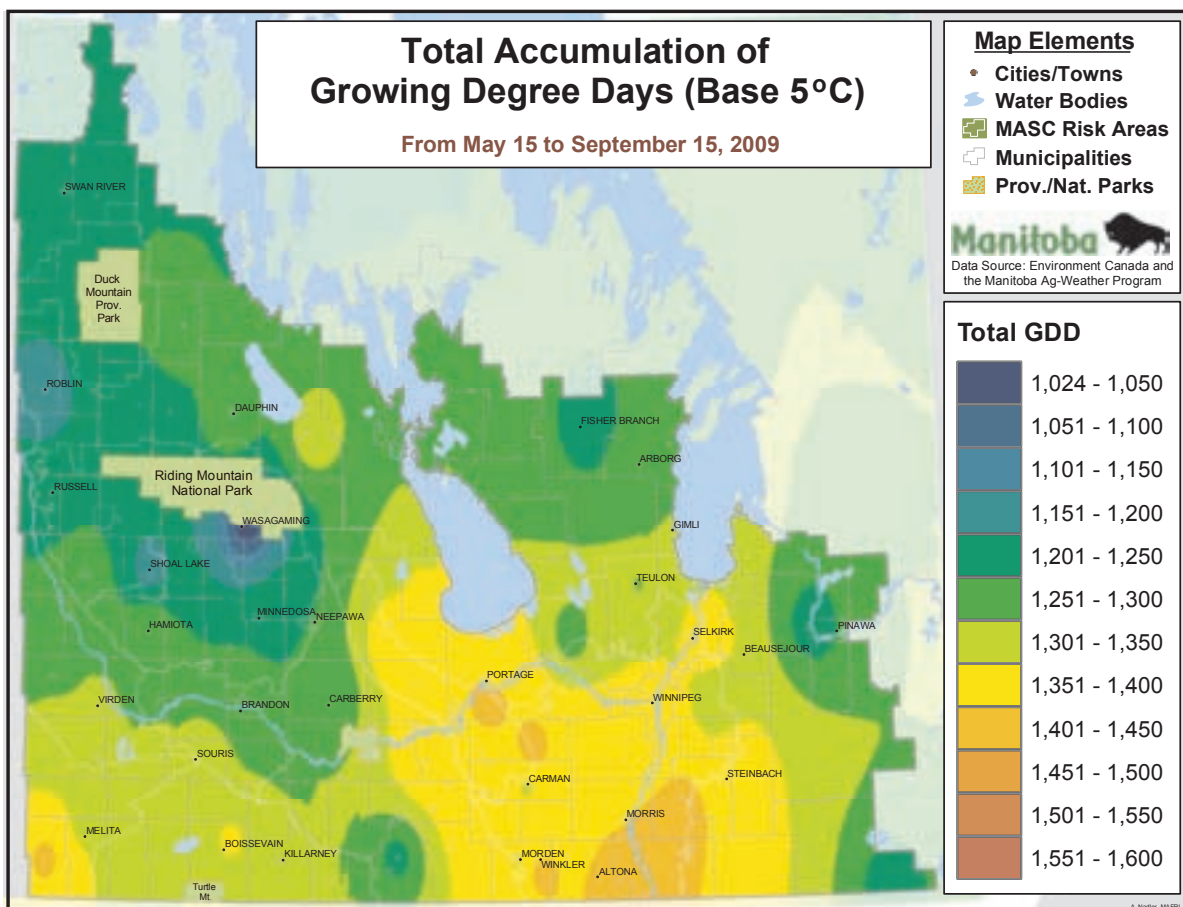 Total Accumulation of
Growing Degree Days (Base 5°C)
From May 15 to September 15, 2009
Map Elements
Cities/Towns
Water Bodies
MASC Risk Areas
Municipalities
Prov./Nat. Parks
Manitoba
Data Source: Environment Canada and
the Manitoba Ag-Weather Program
Total GDD
1,024 - 1,050
1,051 - 1,100
1,101 - 1,150
1,151 - 1,200
1,201 - 1,250
1,251 - 1,300
1,301 - 1,350
1,351 - 1,400
1,401 - 1,450
1,451 - 1,500
1,501 - 1,550
1,551 - 1,600
SWAN RIVER
Duck
Mountain
Prov.
Park
ROBLIN
DAUPHIN
FISHER BRANCH
ARBORG
Riding Mountain
National Park
RUSSELL
WASAGAMING
GIMLI
SHOAL LAKE
TEULON
MINNEDOSA
NEEPAWA
HAMIOTA
SELKIRK
PINAWA
BEAUSEJOUR
PORTAGE
VIRDEN
BRANDON
CARBERRY
WINNIPEG
SOURIS
CARMAN
STEINBACH
MORRIS
MELITA
BOISSEVAIN
KILLARNEY
MORDEN
WINKLER
ALTONA
Turtle
Mt.